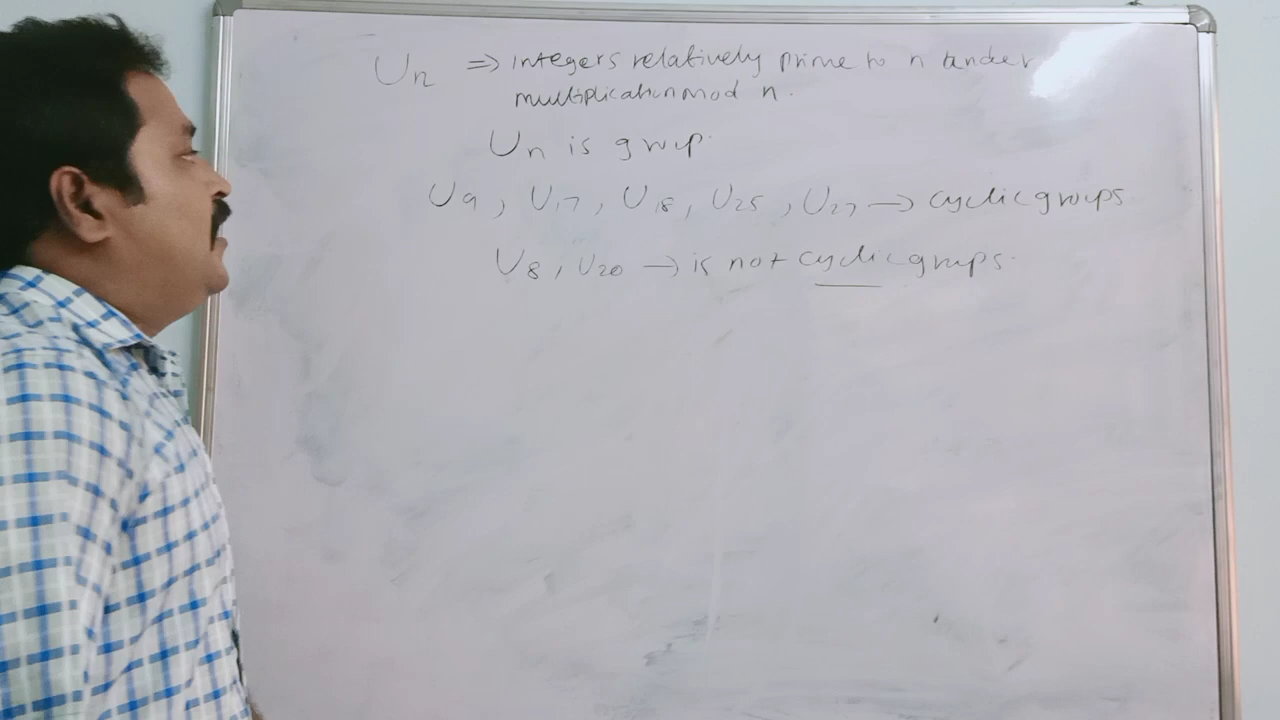 Un ⇒ integers relatively prime to n under
multiplication mod n.
Un is group.
U9, U17, U18, U25, U27 → cyclic groups
U8, U20 → is not cyclic groups.